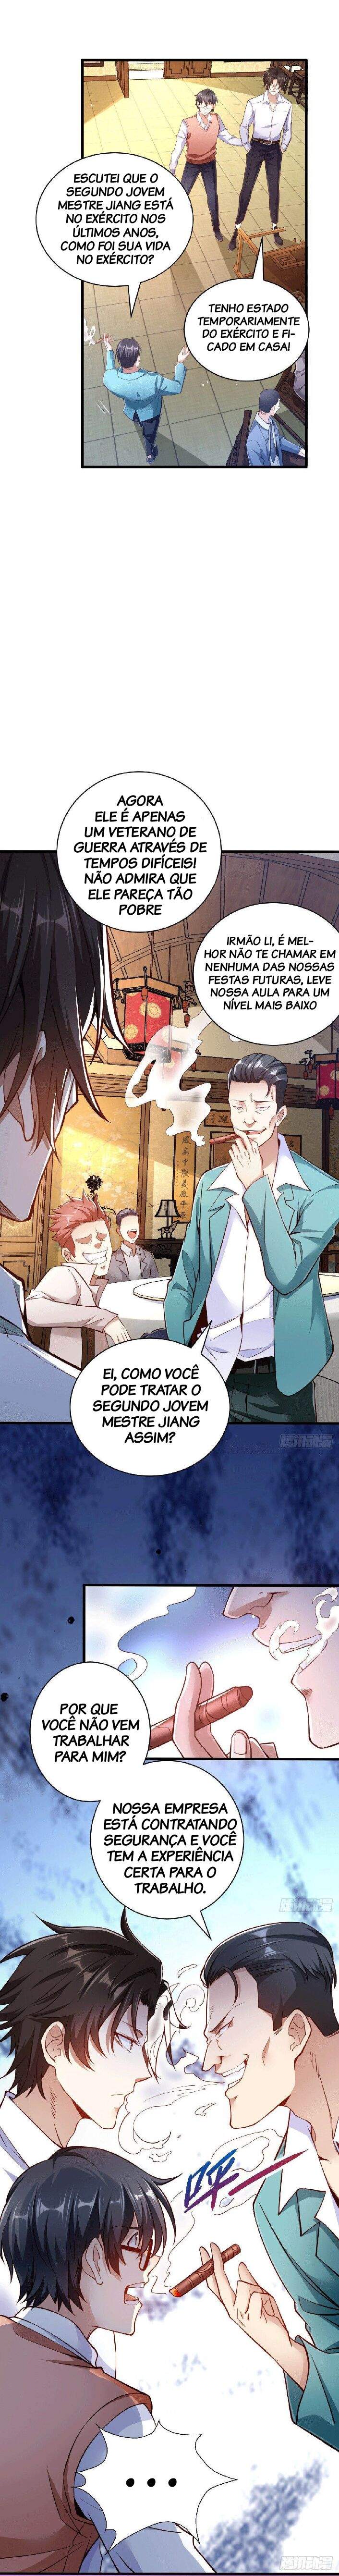 ESCUTEI QUE O
SEGUNDO JOVEM
MESTRE JIANG ESTÁ
NO EXÉRCITO NOS
ÚLTIMOS ANOS,
COMO FOI SUA VIDA
NO EXÉRCITO?
TENHO ESTADO
TEMPORARIAMENTE
DO EXÉRCITO E FI-
CADO EM CASA!
AGORA
ELE É APENAS
UM VETERANO DE
GUERRA ATRAVÉS DE
TEMPOS DIFÍCEIS!
NÃO ADMIRA QUE
ELE PAREÇA TÃO
POBRE
IRMÃO LI, É MEL-
HOR NÃO TE CHAMAR EM
NENHUMA DAS NOSSAS
FESTAS FUTURAS, LEVE
NOSSA AULA PARA UM
NÍVEL MAIS BAIXO
EI, COMO VOCÊ
PODE TRATAR O
SEGUNDO JOVEM
MESTRE JIANG
ASSIM?
POR QUE
VOCÊ NÃO VEM
TRABALHAR
PARA MIM?
NOSSA EMPRESA
ESTÁ CONTRATANDO
SEGURANÇA E VOCÊ
TEM A EXPERIÊNCIA
CERTA PARA O
TRABALHO.
呼
...